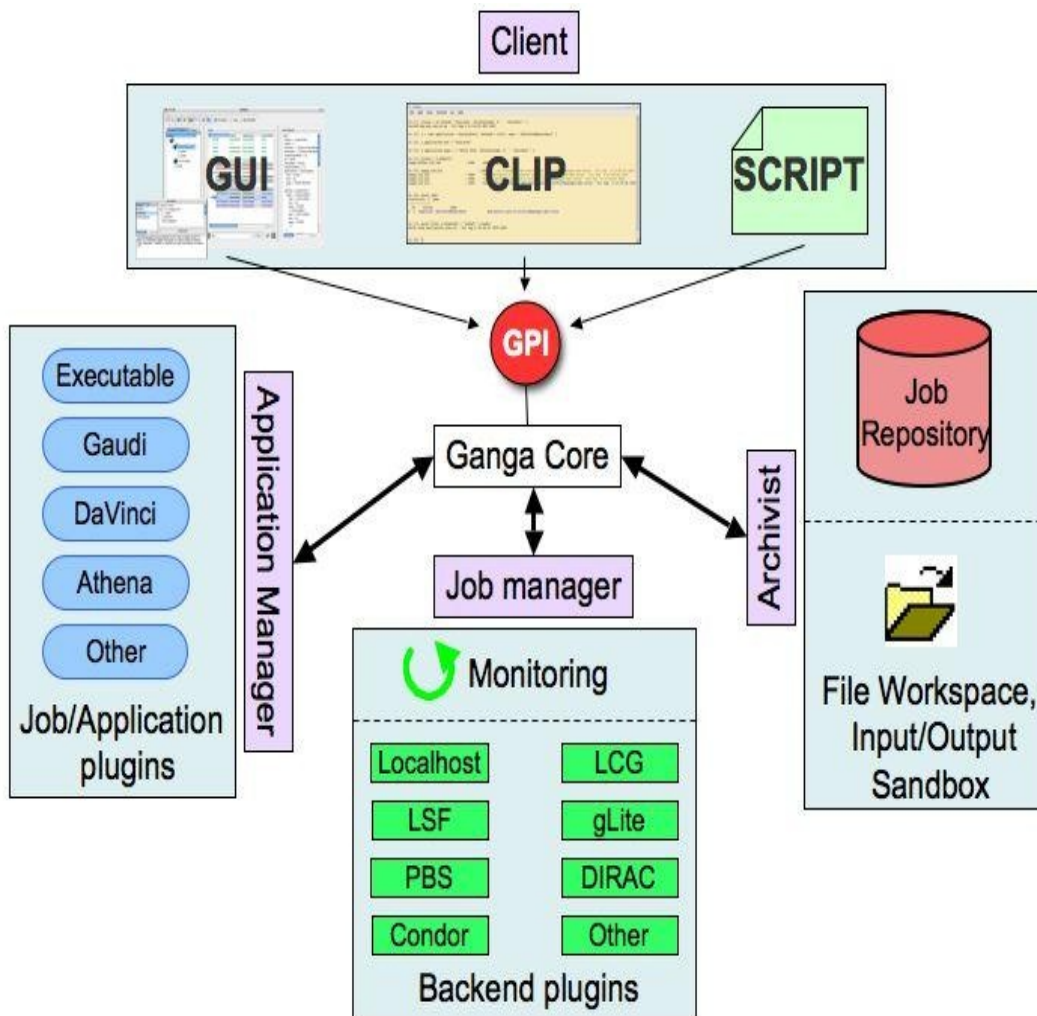 Client
GUI
CLIP
SCRIPT
GPI
Executable
Gaudi
DaVinci
Athena
Other
Job/Application
plugins
Application Manager
Ganga Core
Job manager
Monitoring
Localhost
LCG
LSF
gLite
PBS
DIRAC
Condor
Other
Backend plugins
Archivist
Job
Repository
File Workspace,
Input/Output
Sandbox